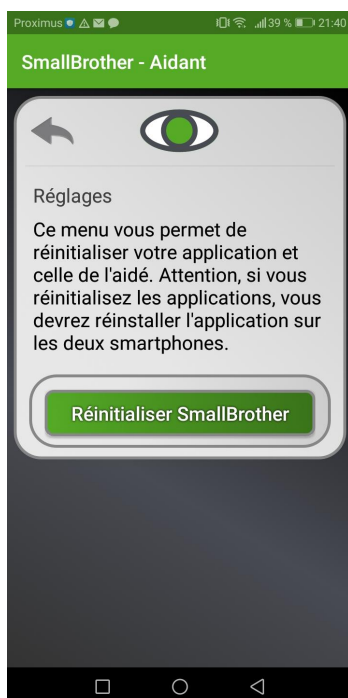 Proximus 39 % 21:40
SmallBrother - Aidant
Réglages
Ce menu vous permet de
réinitialiser votre application et
celle de l'aidé. Attention, si vous
réinitialisez les applications, vous
devrez réinstaller l'application sur
les deux smartphones.
Réinitialiser SmallBrother